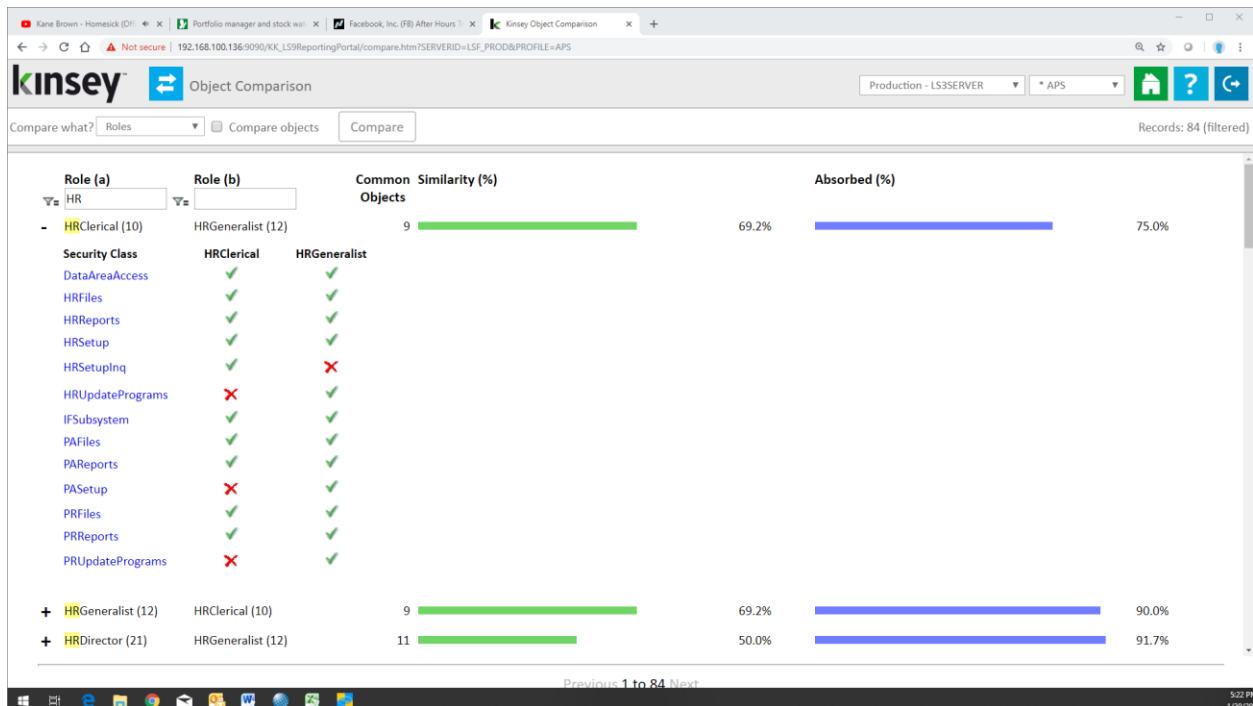 Kane Brown - Homesick (Offi
Portfolio manager and stock wat
Facebook, Inc. (FB) After Hours T
Kinsey Object Comparison
Not secure | 192.168.100.136:9090/KK_LS9ReportingPortal/compare.htm?SERVERID=LSF_PROD&PROFILE=APS
kinsey
Object Comparison
Production - LS3SERVER
* APS
?
Compare what? Roles Compare objects Compare Records: 84 (filtered)
Role (a) Role (b) Common Objects Similarity (%) Absorbed (%)
HR
- HRClerical (10) HRGeneralist (12) 9 69.2% 75.0%
Security Class HRClerical HRGeneralist
DataAreaAccess
HRFiles
HRReports
HRSetup
HRSetupInq
HRUpdatePrograms
IFSubsystem
PAFiles
PAReports
PASetup
PRFiles
PRReports
PRUpdatePrograms
+ HRGeneralist (12) HRClerical (10) 9 69.2% 90.0%
+ HRDirector (21) HRGeneralist (12) 11 50.0% 91.7%
Previous 1 to 84 Next
5:22 PM